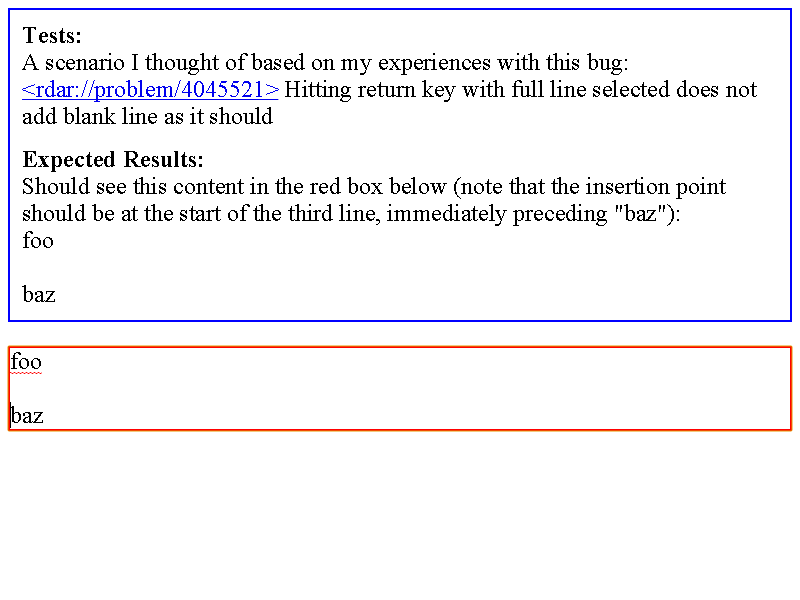 Tests:
A scenario I thought of based on my experiences with this bug:
<rdar://problem/4045521> Hitting return key with full line selected does not
add blank line as it should
Expected Results:
Should see this content in the red box below (note that the insertion point
should be at the start of the third line, immediately preceding "baz"):
foo
baz
foo
baz